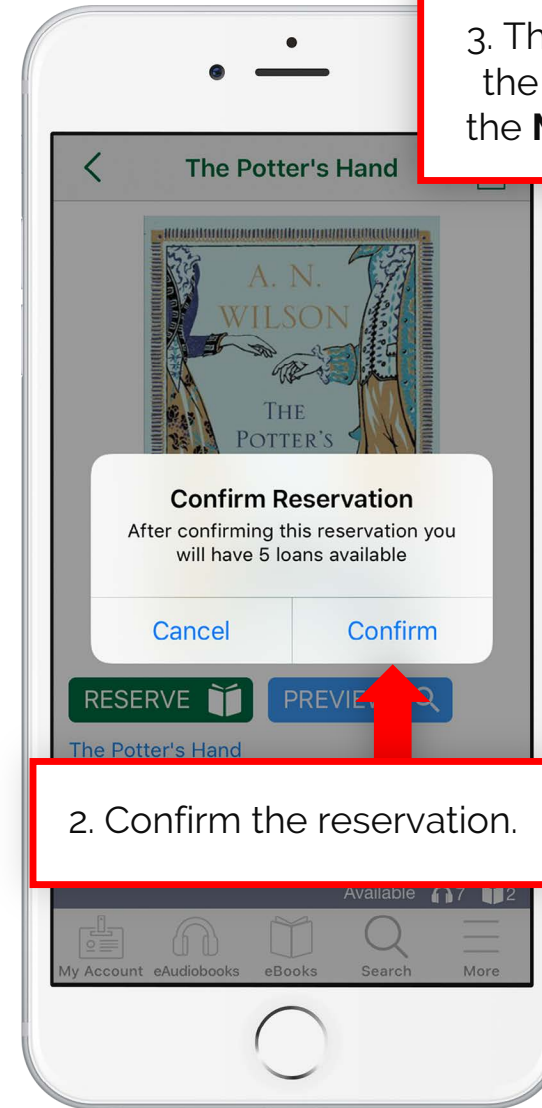 3. Th
the
the N
The Potter's Hand
A. N.
WILSON
THE
POTTER'S
Confirm Reservation
After confirming this reservation you
will have 5 loans available
Cancel Confirm
RESERVE PREVIE
The Potter's Hand
2. Confirm the reservation.
Available 7 2
My Account eAudiobooks eBooks Search More